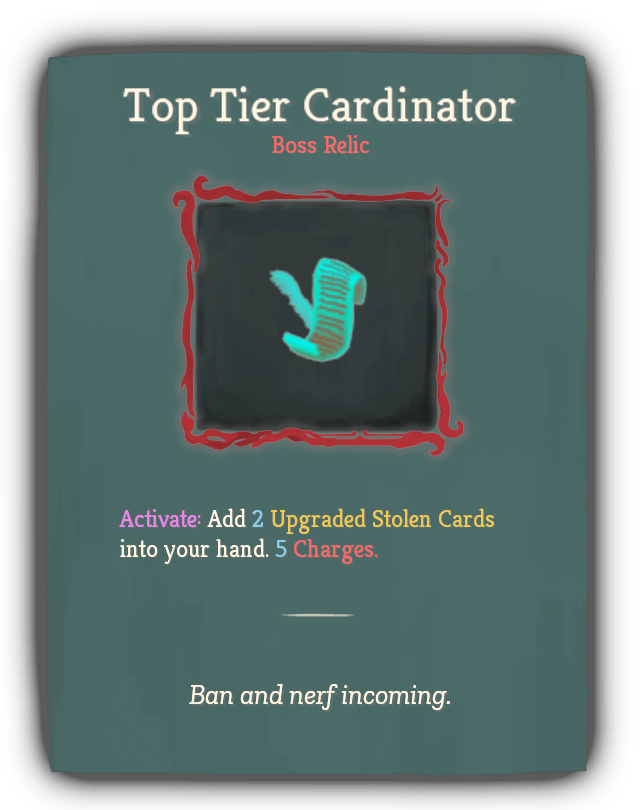 Top Tier Cardinator
Boss Relic
Activate: Add 2 Upgraded Stolen Cards
into your hand. 5 Charges.
Ban and nerf incoming.